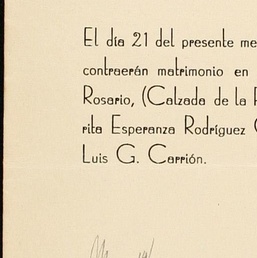 El día 21 del presente me
contraerán matrimonio en
Rosario, (Calzada de la
rita Esperanza Rodríguez
Luis G. Carrión.